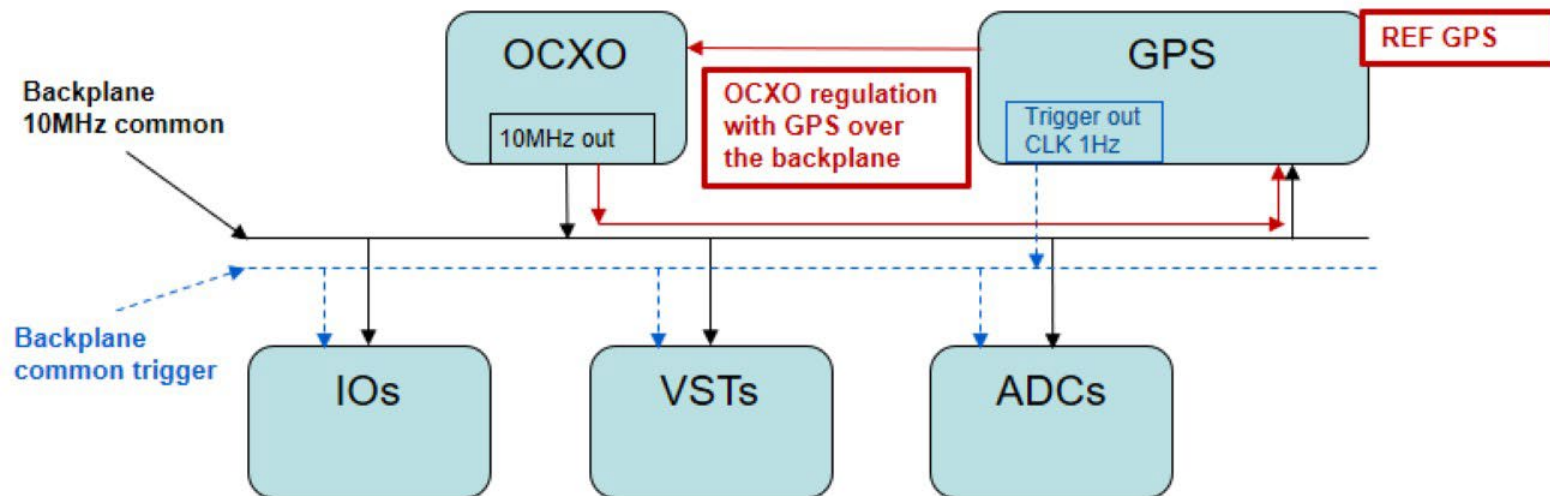 OCXO
GPS
REF GPS
Backplane
10MHz common
10MHz out
OCXO regulation
with GPS over
the backplane
Trigger out
CLK 1Hz
Backplane
common trigger
IOs
VSTs
ADCs